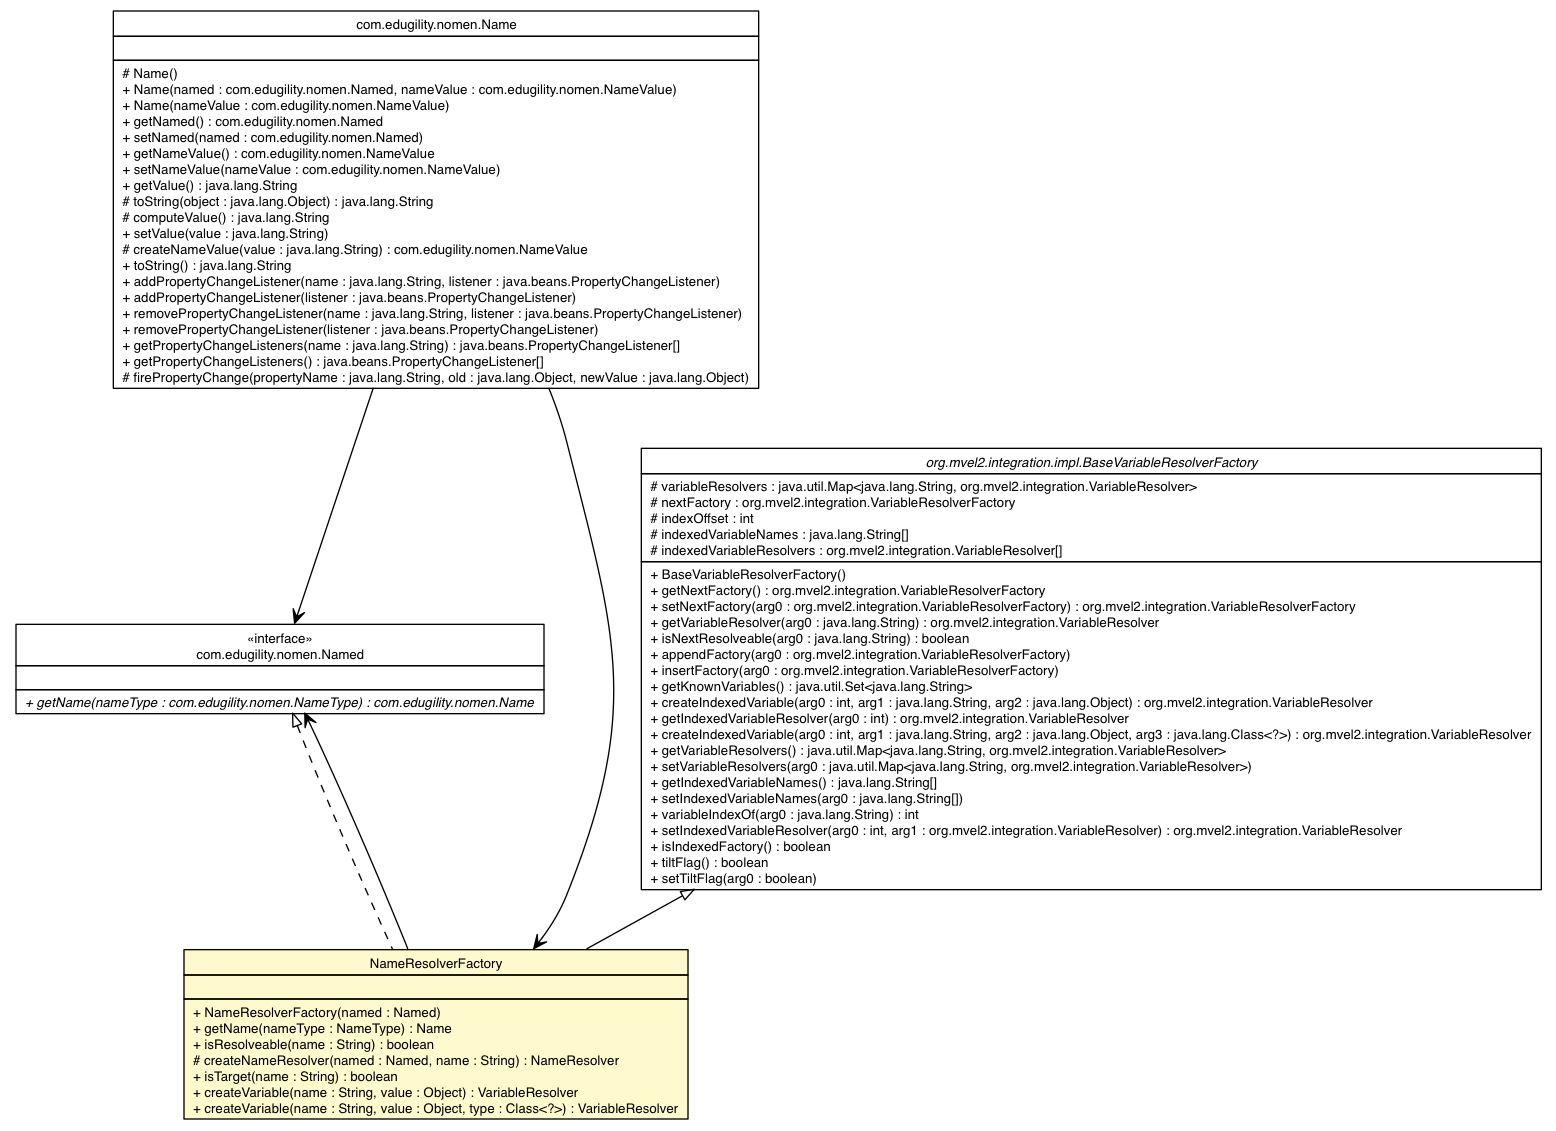 com.edugility.nomen.Name
# Name()
+ Name(named : com.edugility.nomen.Named, nameValue : com.edugility.nomen.NameValue)
+ Name(nameValue : com.edugility.nomen.NameValue)
+ getNamed() : com.edugility.nomen.Named
+ setNamed(named : com.edugility.nomen.Named)
+ getNameValue() : com.edugility.nomen.NameValue
+ setNameValue(nameValue : com.edugility.nomen.NameValue)
+ getValue() : java.lang.String
# toString(object : java.lang.Object) : java.lang.String
# computeValue() : java.lang.String
+ setValue(value : java.lang.String)
# createNameValue(value : java.lang.String) : com.edugility.nomen.NameValue
+ toString() : java.lang.String
+ addPropertyChangeListener(name : java.lang.String, listener : java.beans.PropertyChangeListener)
+ addPropertyChangeListener(listener : java.beans.PropertyChangeListener)
+ removePropertyChangeListener(name : java.lang.String, listener : java.beans.PropertyChangeListener)
+ removePropertyChangeListener(listener : java.beans.PropertyChangeListener)
+ getPropertyChangeListeners(name : java.lang.String) : java.beans.PropertyChangeListener[]
+ getPropertyChangeListeners() : java.beans.PropertyChangeListener[]
# firePropertyChange(propertyName : java.lang.String, old : java.lang.Object, newValue : java.lang.Object)
org.mvel2.integration.impl.BaseVariableResolverFactory
# variableResolvers : java.util.Map<java.lang.String, org.mvel2.integration.VariableResolver>
# nextFactory : org.mvel2.integration.VariableResolverFactory
# indexOffset : int
# indexedVariableNames : java.lang.String[]
# indexedVariableResolvers : org.mvel2.integration.VariableResolver[]
+ BaseVariableResolverFactory()
+ getNextFactory() : org.mvel2.integration.VariableResolverFactory
+ setNextFactory(arg0 : org.mvel2.integration.VariableResolverFactory) : org.mvel2.integration.VariableResolverFactory
+ getVariableResolver(arg0 : java.lang.String) : org.mvel2.integration.VariableResolver
+ isNextResolveable(arg0 : java.lang.String) : boolean
+ appendFactory(arg0 : org.mvel2.integration.VariableResolverFactory)
+ insertFactory(arg0 : org.mvel2.integration.VariableResolverFactory)
+ getKnownVariables() : java.util.Set<java.lang.String>
+ createIndexedVariable(arg0 : int, arg1 : java.lang.String, arg2 : java.lang.Object) : org.mvel2.integration.VariableResolver
+ getIndexedVariableResolver(arg0 : int) : org.mvel2.integration.VariableResolver
+ createIndexedVariable(arg0 : int, arg1 : java.lang.String, arg2 : java.lang.Object, arg3 : java.lang.Class<?>) : org.mvel2.integration.VariableResolver
+ getVariableResolvers() : java.util.Map<java.lang.String, org.mvel2.integration.VariableResolver>
+ setVariableResolvers(arg0 : java.util.Map<java.lang.String, org.mvel2.integration.VariableResolver>)
+ getIndexedVariableNames() : java.lang.String[]
+ setIndexedVariableNames(arg0 : java.lang.String[])
+ variableIndexOf(arg0 : java.lang.String) : int
+ setIndexedVariableResolver(arg0 : int, arg1 : org.mvel2.integration.VariableResolver) : org.mvel2.integration.VariableResolver
+ isIndexedFactory() : boolean
+ tiltFlag() : boolean
+ setTiltFlag(arg0 : boolean)
«interface»
com.edugility.nomen.Named
+ getName(nameType : com.edugility.nomen.NameType) : com.edugility.nomen.Name
NameResolverFactory
+ NameResolverFactory(named : Named)
+ getName(nameType : NameType) : Name
+ isResolveable(name : String) : boolean
# createNameResolver(named : Named, name : String) : NameResolver
+ isTarget(name : String) : boolean
+ createVariable(name : String, value : Object) : VariableResolver
+ createVariable(name : String, value : Object, type : Class<?>) : VariableResolver